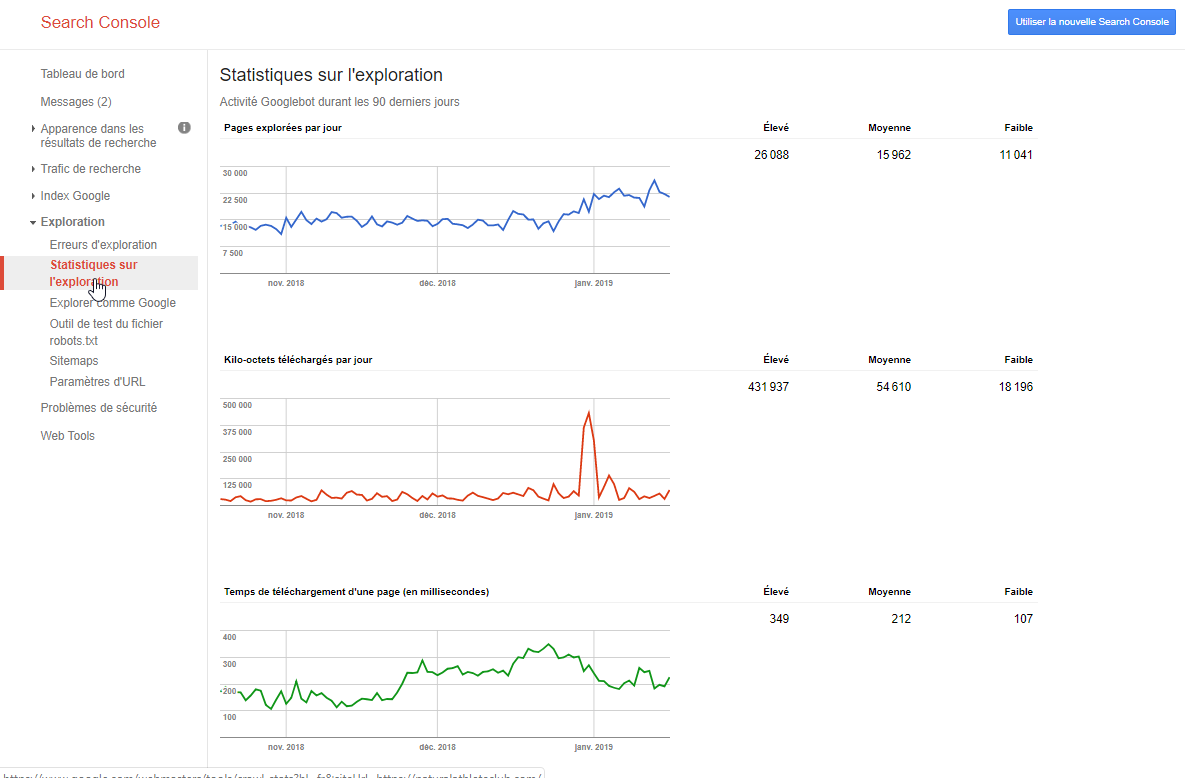 Search Console
Utiliser la nouvelle Search Console
Tableau de bord
Messages (2)
Apparence dans les
résultats de recherche
Trafic de recherche
Index Google
Exploration
Erreurs d'exploration
Statistiques sur
l'exploration
Explorer comme Google
Outil de test du fichier
robots.txt
Sitemaps
Paramètres d'URL
Problèmes de sécurité
Web Tools
Statistiques sur l'exploration
Activité Googlebot durant les 90 derniers jours
Pages explorées par jour Élevé Moyenne Faible
26 088 15 962 11 041
30 000
22 500
15 000
7 500
nov. 2018 déc. 2018 janv. 2019
Kilo-octets téléchargés par jour Élevé Moyenne Faible
431 937 54 610 18 196
500 000
375 000
250 000
125 000
nov. 2018 déc. 2018 janv. 2019
Temps de téléchargement d'une page (en millisecondes) Élevé Moyenne Faible
349 212 107
400
300
200
100
nov. 2018 déc. 2018 janv. 2019